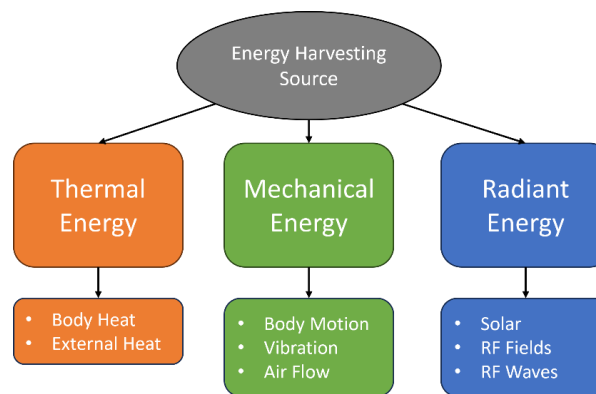 Energy Harvesting
Source
Thermal
Energy
Mechanical
Energy
Radiant
Energy
• Body Heat
• External Heat
• Body Motion
• Vibration
• Air Flow
• Solar
• RF Fields
• RF Waves